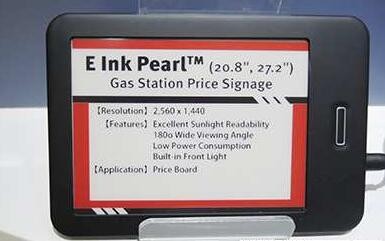 E Ink Pearl™ (20.8", 27.2")
Gas Station Price Signage
【Resolution】 2,560 x 1,440
【Features】 Excellent Sunlight Readability
180o Wide Viewing Angle
Low Power Consumption
Built-in Front Light
【Application】 Price Board